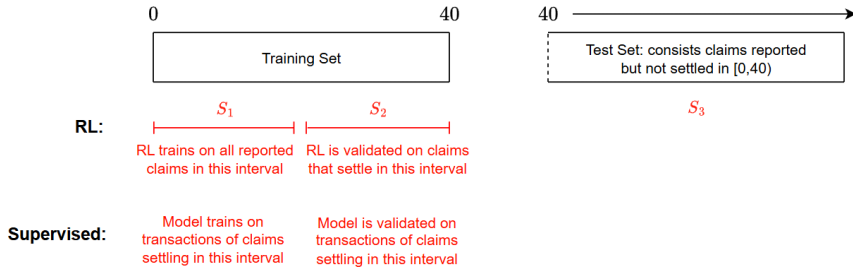 0
40
40
Training Set
Test Set: consists claims reported
but not settled in [0,40)
RL:
S₁
S₂
S₃
RL trains on all reported
claims in this interval
RL is validated on claims
that settle in this interval
Supervised:
Model trains on
transactions of claims
settling in this interval
Model is validated on
transactions of claims
settling in this interval